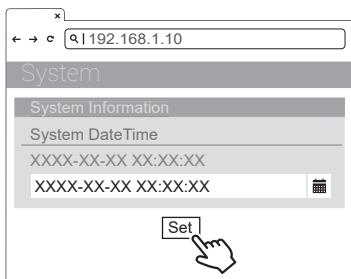 192.168.1.10
System
System Information
System DateTime
XXXX-XX-XX XX:XX:XX
XXXX-XX-XX XX:XX:XX
Set